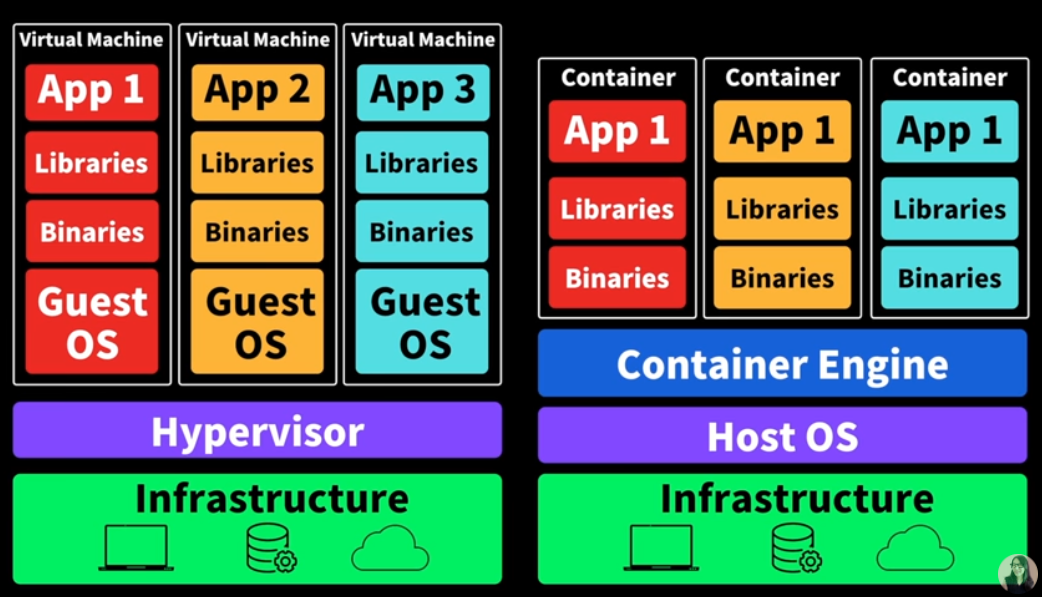 Virtual Machine
App 1
Libraries
Binaries
Guest
OS
Virtual Machine
App 2
Libraries
Binaries
Guest
OS
Virtual Machine
App 3
Libraries
Binaries
Guest
OS
Hypervisor
Infrastructure
Container
App 1
Libraries
Binaries
Container
App 1
Libraries
Binaries
Container
App 1
Libraries
Binaries
Container Engine
Host OS
Infrastructure